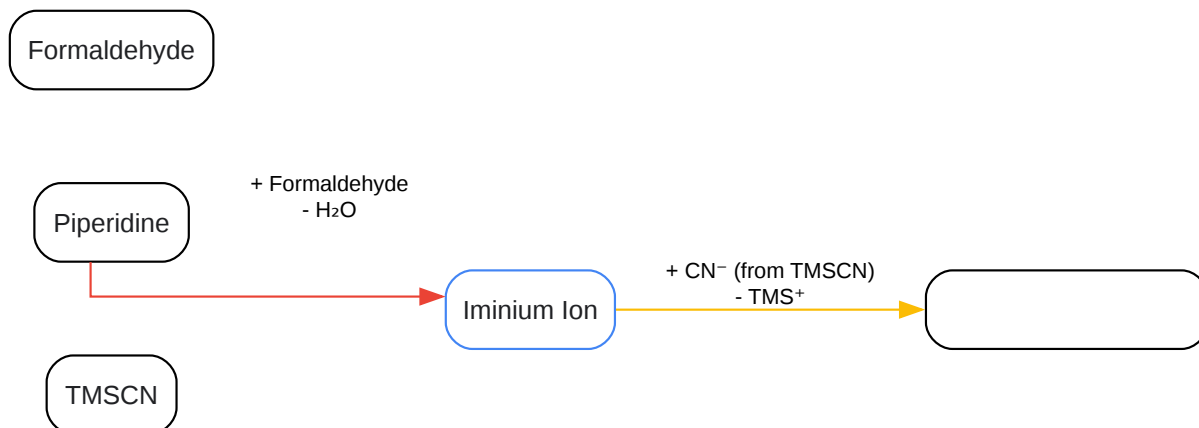 Formaldehyde
+ Formaldehyde
- H₂O
Piperidine
+ CN⁻ (from TMSCN)
- TMS⁺
Iminium Ion
TMSCN